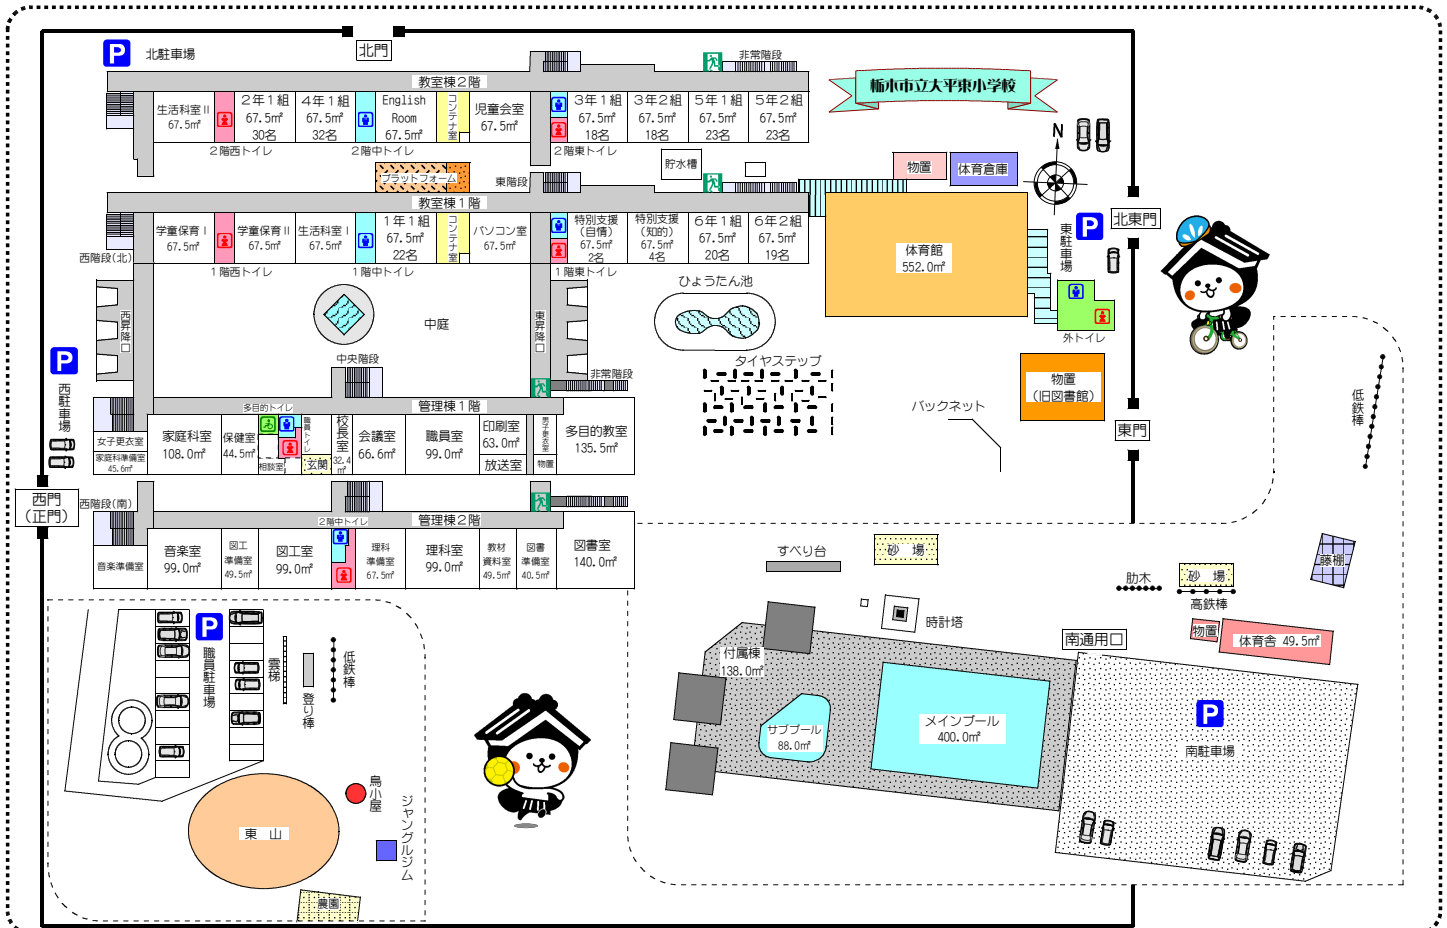 北駐車場
北門
非常階段
栃木市立大平東小学校
教室棟2階
生活科室Ⅱ
67.5㎡
2年1組
67.5㎡
30名
4年1組
67.5㎡
32名
English
Room
67.5㎡
コンテナ室
児童会室
67.5㎡
3年1組
67.5㎡
18名
3年2組
67.5㎡
18名
5年1組
67.5㎡
23名
5年2組
67.5㎡
23名
2階西トイレ
2階中トイレ
2階東トイレ
貯水槽
プラットフォーム
東階段
物置
体育倉庫
N
教室棟1階
学童保育Ⅰ
67.5㎡
学童保育Ⅱ
67.5㎡
生活科室Ⅰ
67.5㎡
1年1組
67.5㎡
22名
コンテナ室
パソコン室
67.5㎡
特別支援
(自情)
67.5㎡
2名
特別支援
(知的)
67.5㎡
4名
6年1組
67.5㎡
20名
6年2組
67.5㎡
19名
西階段(北)
1階西トイレ
1階中トイレ
1階東トイレ
体育館
552.0㎡
P
東駐車場
北東門
外トイレ
西昇降口
中庭
東昇降口
ひょうたん池
中央階段
非常階段
タイヤステップ
物置
(旧図書館)
バックネット
東門
低鉄棒
P
西駐車場
多目的トイレ
管理棟1階
女子更衣室
家庭科準備室
45.6㎡
家庭科室
108.0㎡
保健室
44.5㎡
相談室
職員トイレ
玄関
校長室
32.4
㎡
会議室
66.6㎡
職員室
99.0㎡
印刷室
63.0㎡
放送室
男子更衣室
物置
多目的教室
135.5㎡
西門
(正門)
西階段(南)
2階中トイレ
管理棟2階
音楽準備室
音楽室
99.0㎡
図工
準備室
49.5㎡
図工室
99.0㎡
理科
準備室
67.5㎡
理科室
99.0㎡
教材
資料室
49.5㎡
図書
準備室
40.5㎡
図書室
140.0㎡
すべり台
砂 場
肋木
砂 場
高鉄棒
藤棚
時計塔
南通用口
物置
体育舎 49.5㎡
付属棟
138.0㎡
サブプール
88.0㎡
メインプール
400.0㎡
P
南駐車場
P
職員駐車場
雲梯
登り棒
低鉄棒
鳥小屋
ジャングルジム
東 山
農園
P